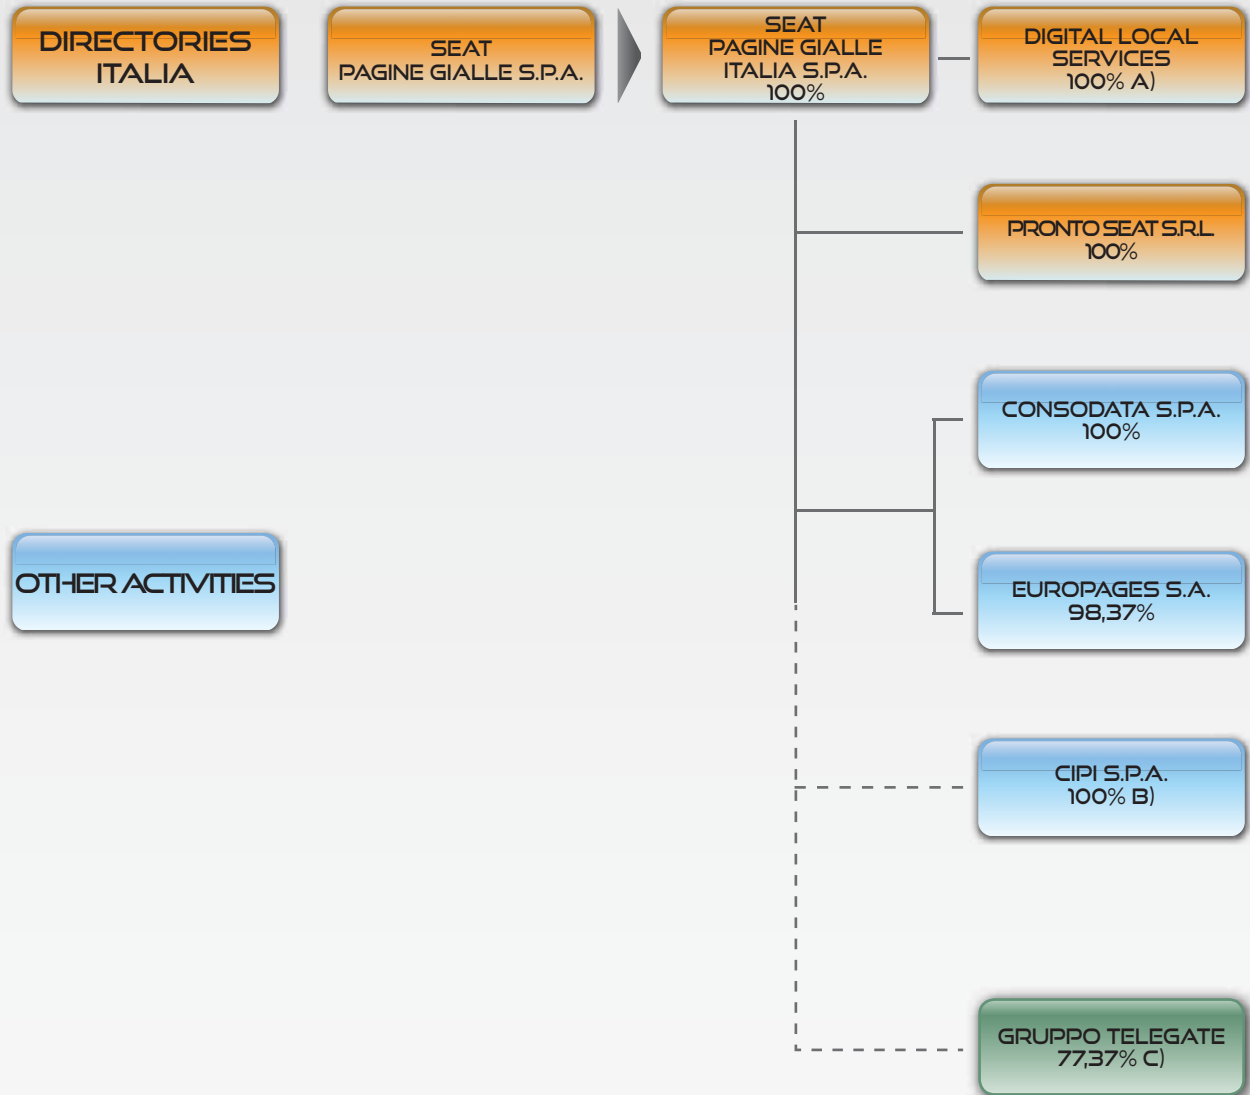 DIRECTORIES
ITALIA
SEAT
PAGINE GIALLE S.P.A.
SEAT
PAGINE GIALLE
ITALIA S.P.A.
100%
DIGITAL LOCAL
SERVICES
100% A)
PRONTO SEAT S.R.L.
100%
CONSODATA S.P.A.
100%
OTHER ACTIVITIES
EUROPAGES S.A.
98,37%
CIPI S.P.A.
100% B)
GRUPPO TELEGATE
77,37% C)